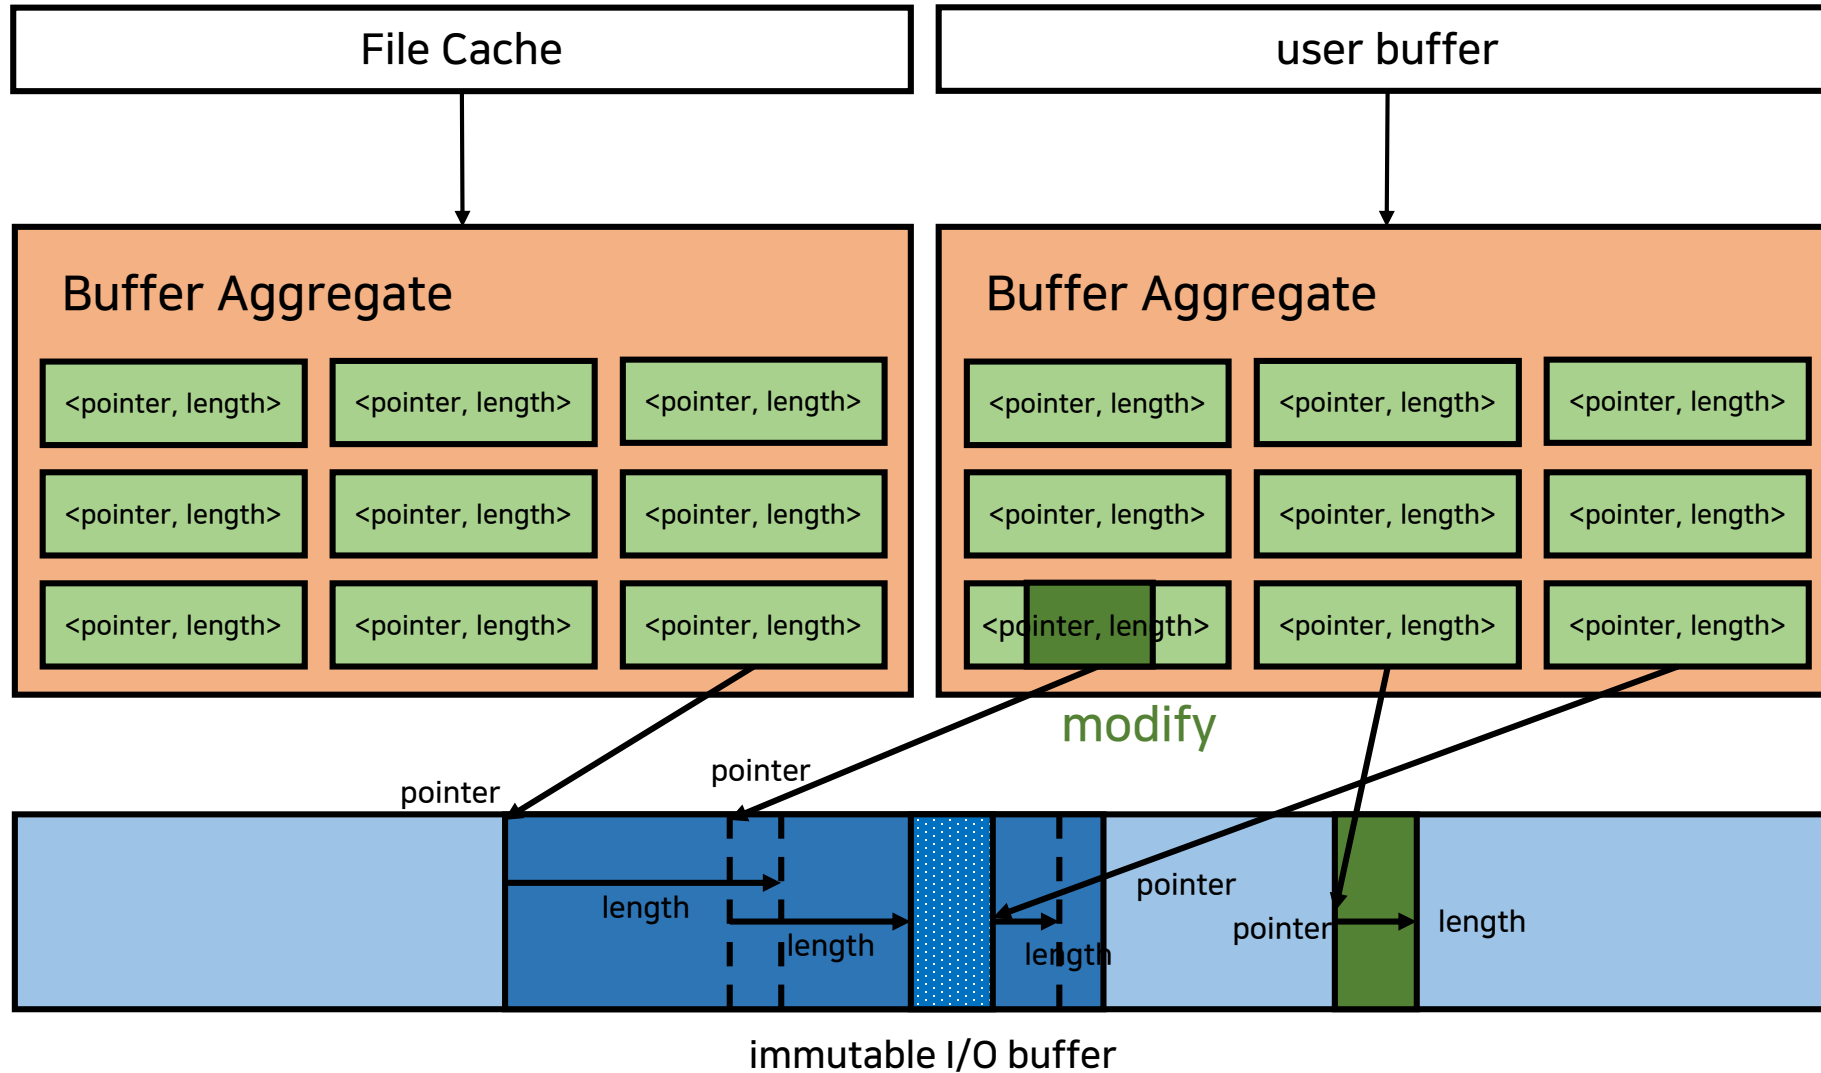 File Cache
user buffer
Buffer Aggregate
<pointer, length>
<pointer, length>
<pointer, length>
<pointer, length>
<pointer, length>
<pointer, length>
<pointer, length>
<pointer, length>
<pointer, length>
Buffer Aggregate
<pointer, length>
<pointer, length>
<pointer, length>
<pointer, length>
<pointer, length>
<pointer, length>
<pointer, length>
<pointer, length>
<pointer, length>
modify
pointer
pointer
pointer
pointer
length
length
length
length
immutable I/O buffer